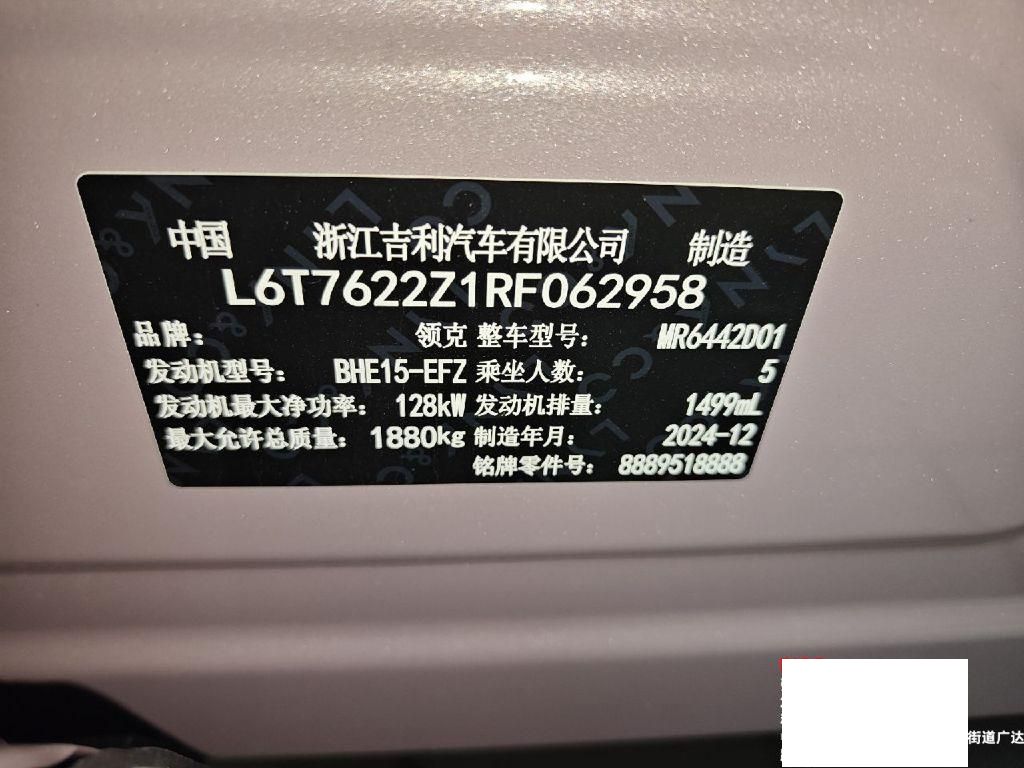 中国 浙江吉利汽车有限公司 制造
L6T7622Z1RF062958
品牌: 领克 整车型号: MR6442D01
发动机型号: BHE15-EFZ 乘坐人数: 5
发动机最大净功率: 128kW 发动机排量: 1499mL
最大允许总质量: 1880kg 制造年月: 2024-12
铭牌零件号: 8889518888
街道广达